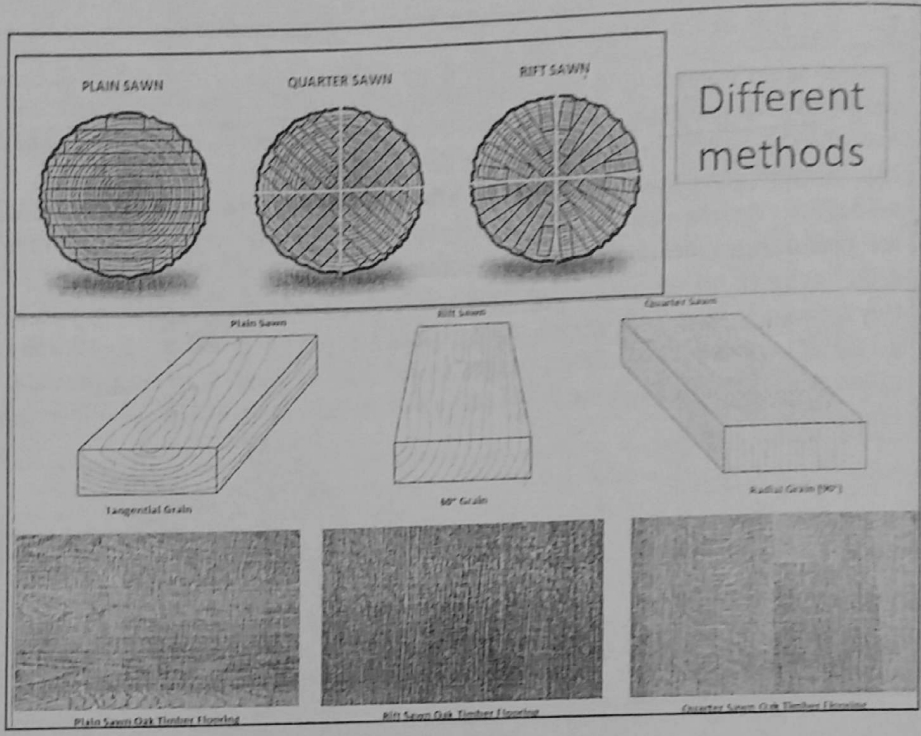 PLAIN SAWN
QUARTER SAWN
RIFT SAWN
Different
methods
Plain Sawn
Rift Sawn
Quarter Sawn
Tangential Grain
60° Grain
Radial Grain (90°)
Plain Sawn Oak Timber Flooring
Rift Sawn Oak Timber Flooring
Quarter Sawn Oak Timber Flooring